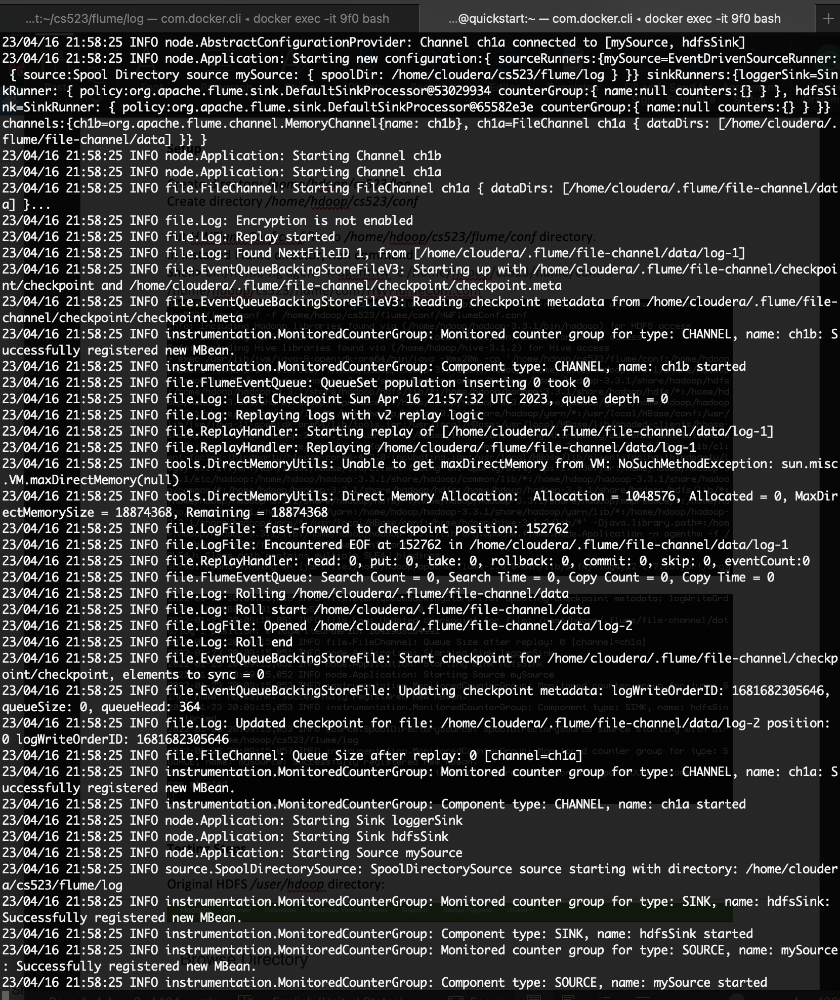 ...t:~/cs523/flume/log — com.docker.cli ◂ docker exec -it 9f0 bash
...@quickstart:~ — com.docker.cli ◂ docker exec -it 9f0 bash
+
23/04/16 21:58:25 INFO node.AbstractConfigurationProvider: Channel ch1a connected to [mySource, hdfsSink]
23/04/16 21:58:25 INFO node.Application: Starting new configuration:{ sourceRunners:{mySource=EventDrivenSourceRunner:
 { source:Spool Directory source mySource: { spoolDir: /home/cloudera/cs523/flume/log } }} sinkRunners:{loggerSink=Sin
kRunner: { policy:org.apache.flume.sink.DefaultSinkProcessor@53029934 counterGroup:{ name:null counters:{} } }, hdfsSi
nk=SinkRunner: { policy:org.apache.flume.sink.DefaultSinkProcessor@65582e3e counterGroup:{ name:null counters:{} } }}
channels:{ch1b=org.apache.flume.channel.MemoryChannel{name: ch1b}, ch1a=FileChannel ch1a { dataDirs: [/home/cloudera/.
flume/file-channel/data] }} }
23/04/16 21:58:25 INFO node.Application: Starting Channel ch1b
23/04/16 21:58:25 INFO node.Application: Starting Channel ch1a
23/04/16 21:58:25 INFO file.FileChannel: Starting FileChannel ch1a { dataDirs: [/home/cloudera/.flume/file-channel/dat
a] }...
Create directory /home/hdoop/cs523/conf
23/04/16 21:58:25 INFO file.Log: Encryption is not enabled
23/04/16 21:58:25 INFO file.Log: Replay started
/home/hdoop/cs523/flume/conf directory.
23/04/16 21:58:25 INFO file.Log: Found NextFileID 1, from [/home/cloudera/.flume/file-channel/data/log-1]
23/04/16 21:58:25 INFO file.EventQueueBackingStoreFileV3: Starting up with /home/cloudera/.flume/file-channel/checkpoi
nt/checkpoint and /home/cloudera/.flume/file-channel/checkpoint/checkpoint.meta
23/04/16 21:58:25 INFO file.EventQueueBackingStoreFileV3: Reading checkpoint metadata from /home/cloudera/.flume/file-
channel/checkpoint/checkpoint.meta
23/04/16 21:58:25 INFO instrumentation.MonitoredCounterGroup: Monitored counter group for type: CHANNEL, name: ch1b: S
uccessfully registered new MBean.
23/04/16 21:58:25 INFO instrumentation.MonitoredCounterGroup: Component type: CHANNEL, name: ch1b started
23/04/16 21:58:25 INFO file.FlumeEventQueue: QueueSet population inserting 0 took 0
23/04/16 21:58:25 INFO file.Log: Last Checkpoint Sun Apr 16 21:57:32 UTC 2023, queue depth = 0
23/04/16 21:58:25 INFO file.Log: Replaying logs with v2 replay logic
23/04/16 21:58:25 INFO file.ReplayHandler: Starting replay of [/home/cloudera/.flume/file-channel/data/log-1]
23/04/16 21:58:25 INFO file.ReplayHandler: Replaying /home/cloudera/.flume/file-channel/data/log-1
23/04/16 21:58:25 INFO tools.DirectMemoryUtils: Unable to get maxDirectMemory from VM: NoSuchMethodException: sun.misc
.VM.maxDirectMemory(null)
23/04/16 21:58:25 INFO tools.DirectMemoryUtils: Direct Memory Allocation:  Allocation = 1048576, Allocated = 0, MaxDir
ectMemorySize = 18874368, Remaining = 18874368
23/04/16 21:58:25 INFO file.LogFile: fast-forward to checkpoint position: 152762
23/04/16 21:58:25 INFO file.LogFile: Encountered EOF at 152762 in /home/cloudera/.flume/file-channel/data/log-1
23/04/16 21:58:25 INFO file.ReplayHandler: read: 0, put: 0, take: 0, rollback: 0, commit: 0, skip: 0, eventCount:0
23/04/16 21:58:25 INFO file.FlumeEventQueue: Search Count = 0, Search Time = 0, Copy Count = 0, Copy Time = 0
23/04/16 21:58:25 INFO file.Log: Rolling /home/cloudera/.flume/file-channel/data
23/04/16 21:58:25 INFO file.Log: Roll start /home/cloudera/.flume/file-channel/data
23/04/16 21:58:25 INFO file.LogFile: Opened /home/cloudera/.flume/file-channel/data/log-2
23/04/16 21:58:25 INFO file.Log: Roll end
23/04/16 21:58:25 INFO file.EventQueueBackingStoreFile: Start checkpoint for /home/cloudera/.flume/file-channel/checkp
oint/checkpoint, elements to sync = 0
23/04/16 21:58:25 INFO file.EventQueueBackingStoreFile: Updating checkpoint metadata: logWriteOrderID: 1681682305646,
queueSize: 0, queueHead: 364
23/04/16 21:58:25 INFO file.Log: Updated checkpoint for file: /home/cloudera/.flume/file-channel/data/log-2 position:
0 logWriteOrderID: 1681682305646
23/04/16 21:58:25 INFO file.FileChannel: Queue Size after replay: 0 [channel=ch1a]
23/04/16 21:58:25 INFO instrumentation.MonitoredCounterGroup: Monitored counter group for type: CHANNEL, name: ch1a: S
uccessfully registered new MBean.
23/04/16 21:58:25 INFO instrumentation.MonitoredCounterGroup: Component type: CHANNEL, name: ch1a started
23/04/16 21:58:25 INFO node.Application: Starting Sink loggerSink
23/04/16 21:58:25 INFO node.Application: Starting Sink hdfsSink
Testing Steps
23/04/16 21:58:25 INFO node.Application: Starting Source mySource
23/04/16 21:58:25 INFO source.SpoolDirectorySource: SpoolDirectorySource source starting with directory: /home/clouder
a/cs523/flume/log
Original HDFS /user/hdoop directory:
23/04/16 21:58:25 INFO instrumentation.MonitoredCounterGroup: Monitored counter group for type: SINK, name: hdfsSink:
Successfully registered new MBean.
23/04/16 21:58:25 INFO instrumentation.MonitoredCounterGroup: Component type: SINK, name: hdfsSink started
23/04/16 21:58:25 INFO instrumentation.MonitoredCounterGroup: Monitored counter group for type: SOURCE, name: mySource
: Successfully registered new MBean.
Browse Directory
23/04/16 21:58:25 INFO instrumentation.MonitoredCounterGroup: Component type: SOURCE, name: mySource started